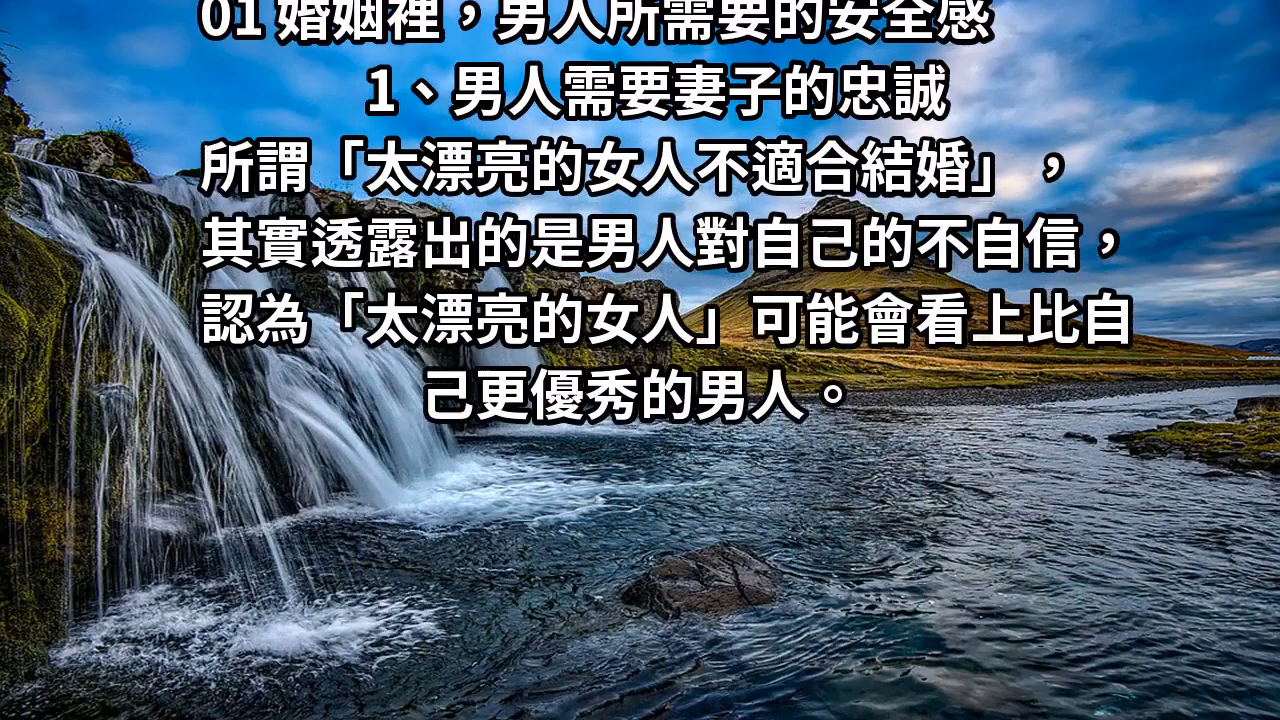 01 婚姻裡，男人所需要的安全感
1、男人需要妻子的忠誠
所謂「太漂亮的女人不適合結婚」，
其實透露出的是男人對自己的不自信，
認為「太漂亮的女人」可能會看上比自
己更優秀的男人。